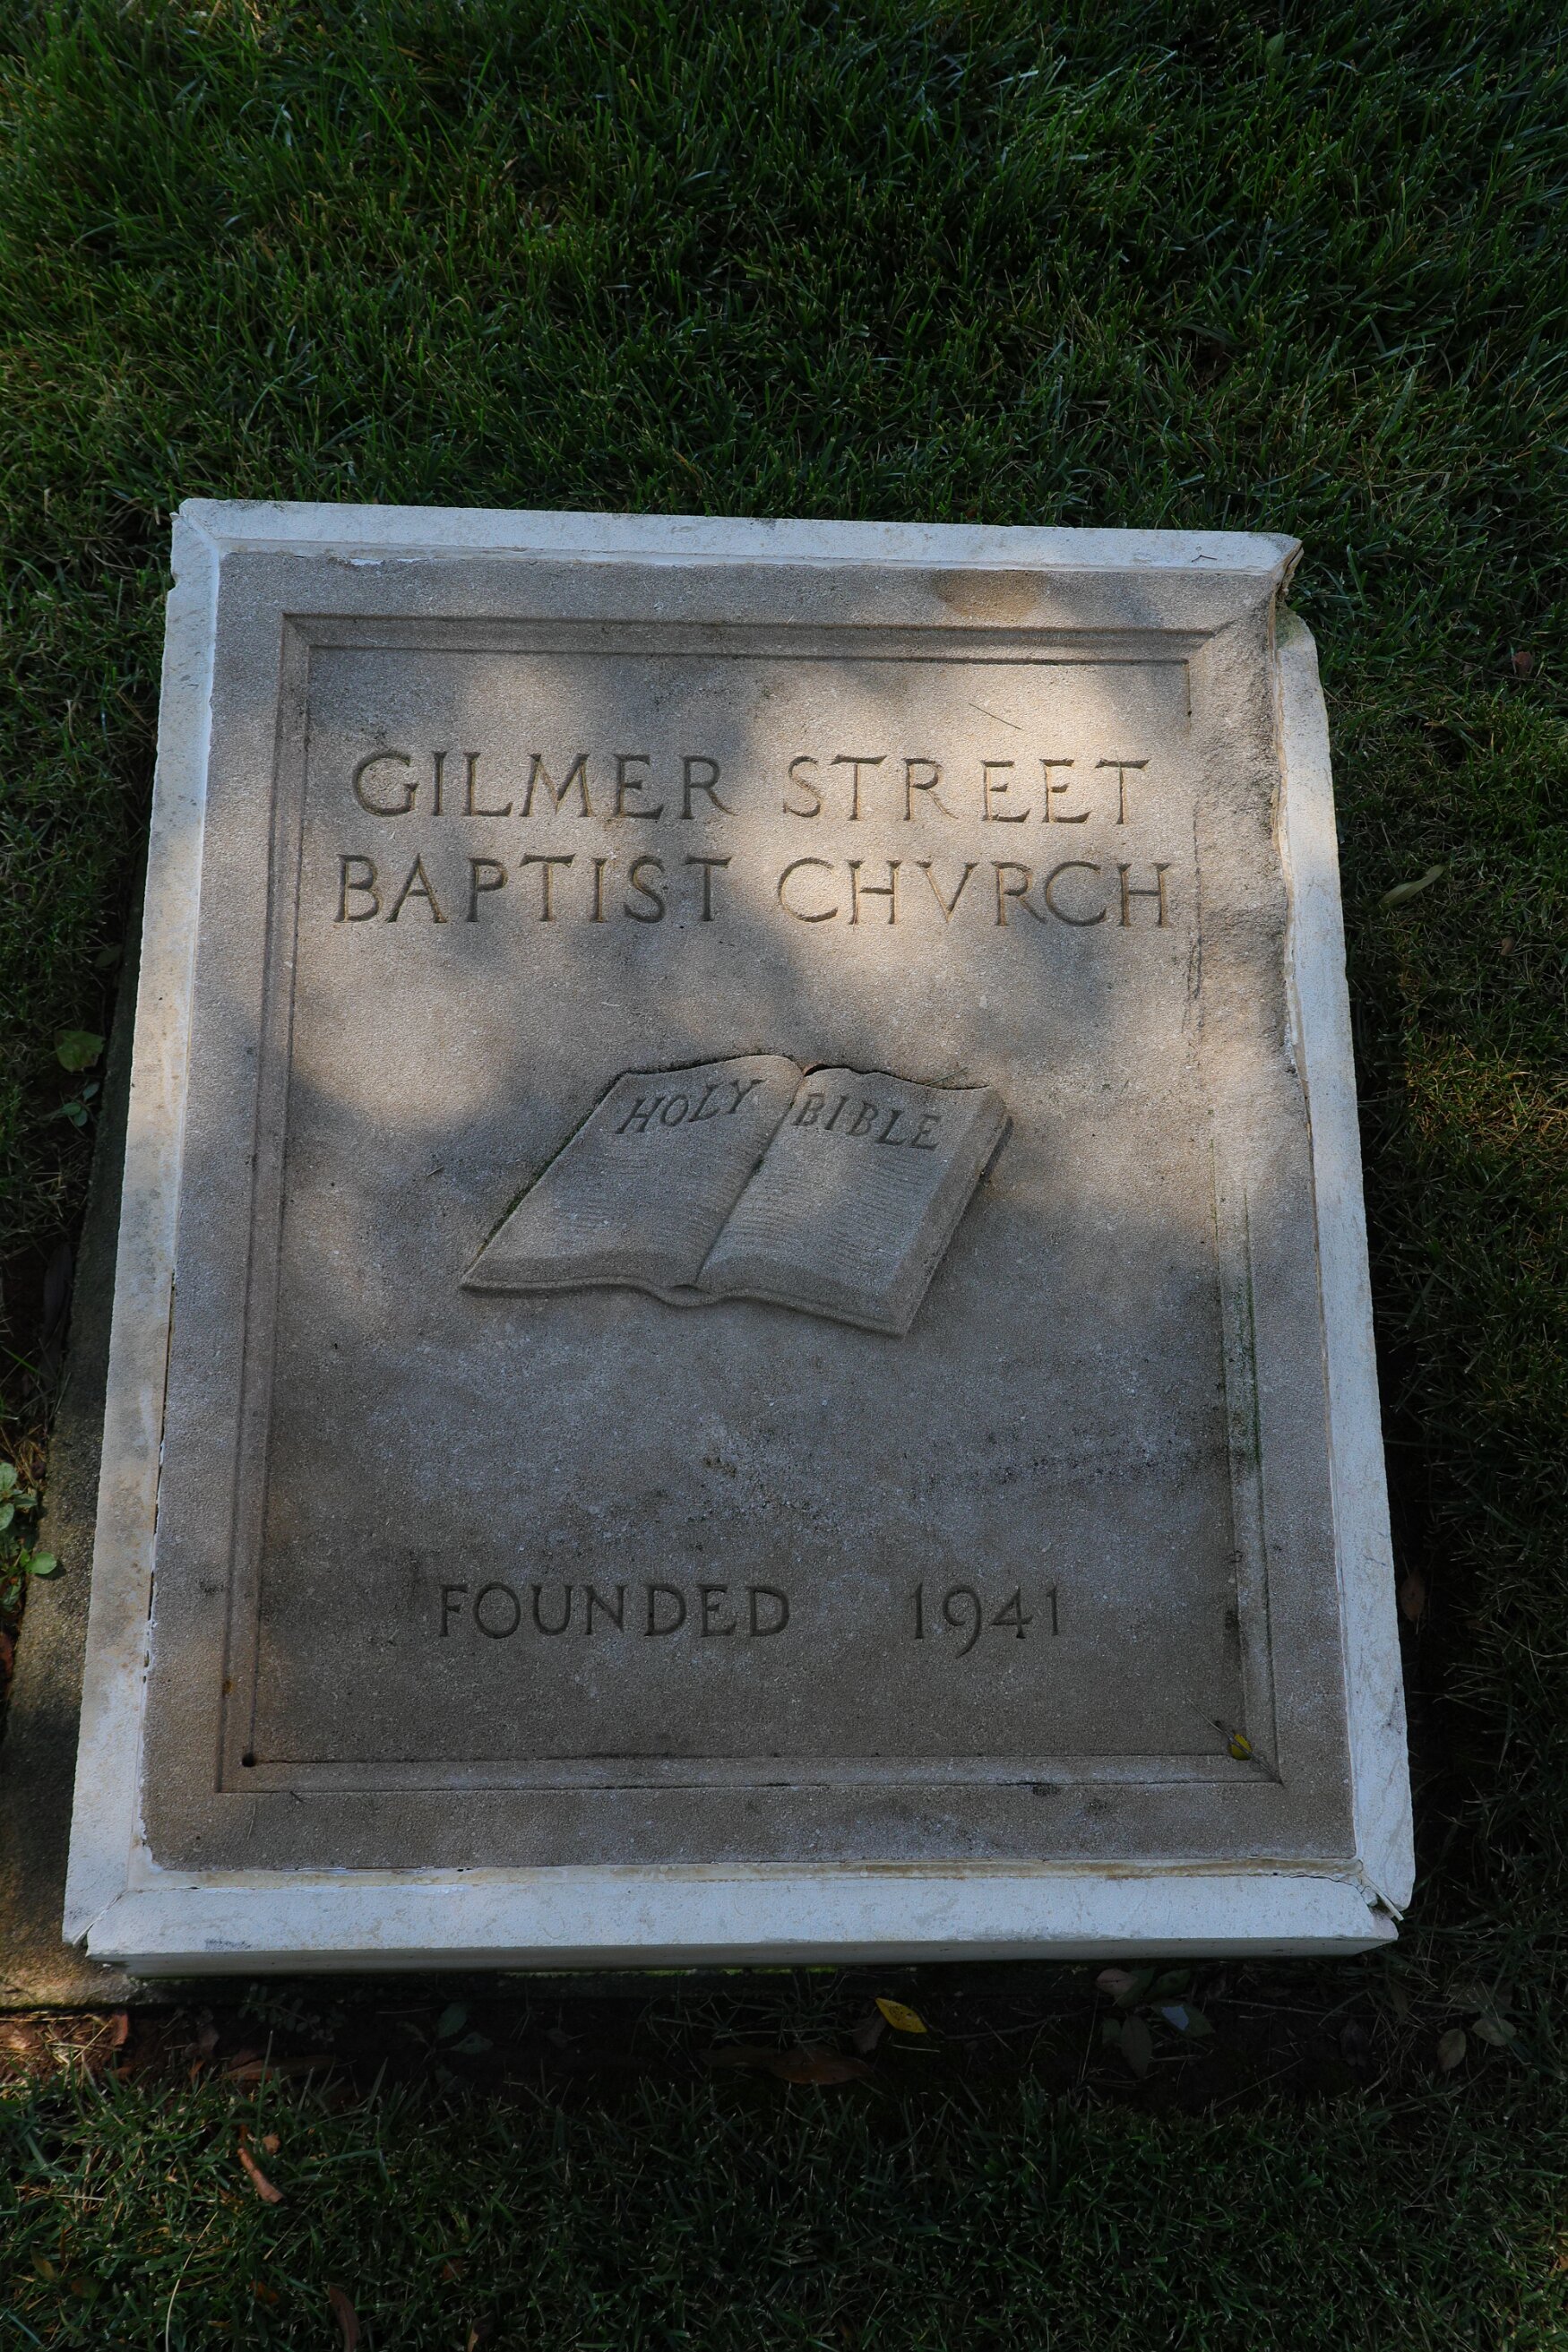 GILMER STREET
BAPTIST CHVRCH
HOLY BIBLE
FOUNDED 1941